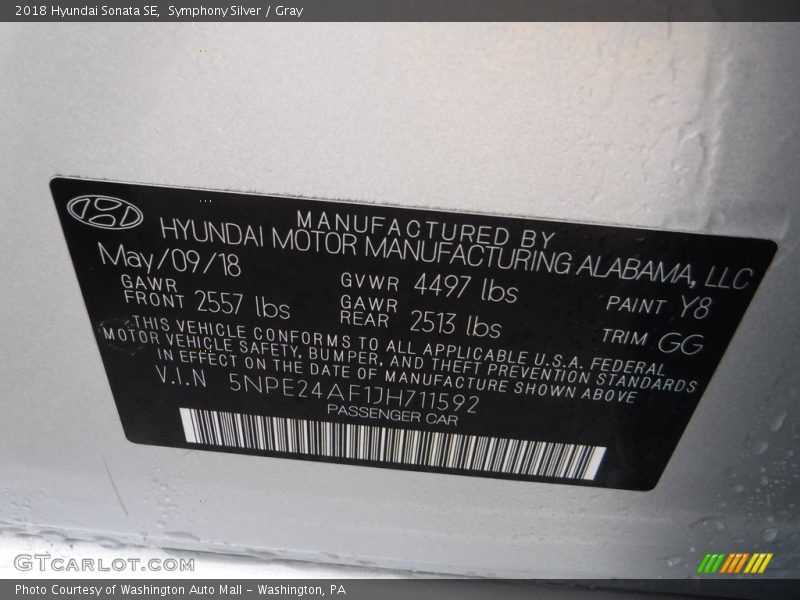 2018 Hyundai Sonata SE,  Symphony Silver / Gray
MANUFACTURED BY
HYUNDAI MOTOR MANUFACTURING ALABAMA, LLC
May/09/18
GAWR FRONT 2557 lbs
GVWR 4497 lbs
GAWR REAR 2513 lbs
PAINT Y8
TRIM GG
THIS VEHICLE CONFORMS TO ALL APPLICABLE U.S.A. FEDERAL
MOTOR VEHICLE SAFETY, BUMPER, AND THEFT PREVENTION STANDARDS
IN EFFECT ON THE DATE OF MANUFACTURE SHOWN ABOVE
V.I.N 5NPE24AF1JH711592
PASSENGER CAR
GTCARLOT.COM
Photo Courtesy of Washington Auto Mall - Washington, PA